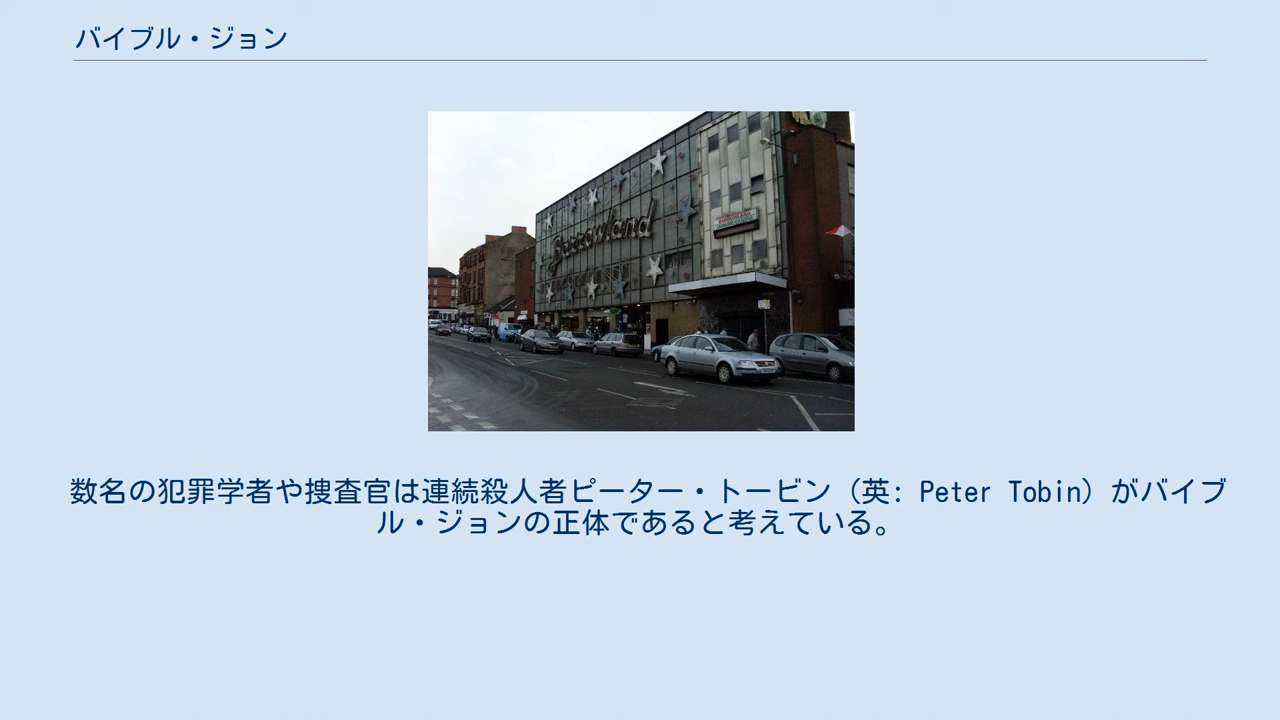 バイブル・ジョン
Barrowland
数名の犯罪学者や捜査官は連続殺人者ピーター・トービン（英: Peter Tobin）がバイブ
ル・ジョンの正体であると考えている。